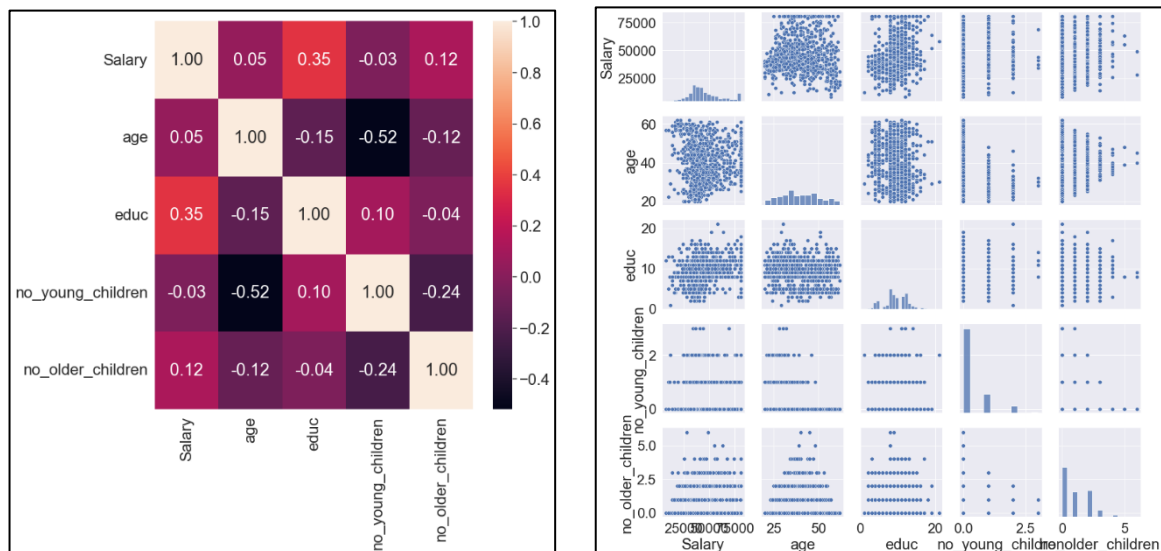 Salary
age
educ
no_young_children
no_older_children
1.00 0.05 0.35 -0.03 0.12
0.05 1.00 -0.15 -0.52 -0.12
0.35 -0.15 1.00 0.10 -0.04
-0.03 -0.52 0.10 1.00 -0.24
0.12 -0.12 -0.04 -0.24 1.00
Salary
age
educ
no_young_children
no_older_children
1.0
0.8
0.6
0.4
0.2
0.0
-0.2
-0.4
Salary
75000
50000
25000
age
60
40
20
educ
20
10
0
no_young_children
2
0
no_older_children
5.0
2.5
0.0
25000 50000 75000
25 50
0 20
0.0 2.5
0 5
Salary
age
educ